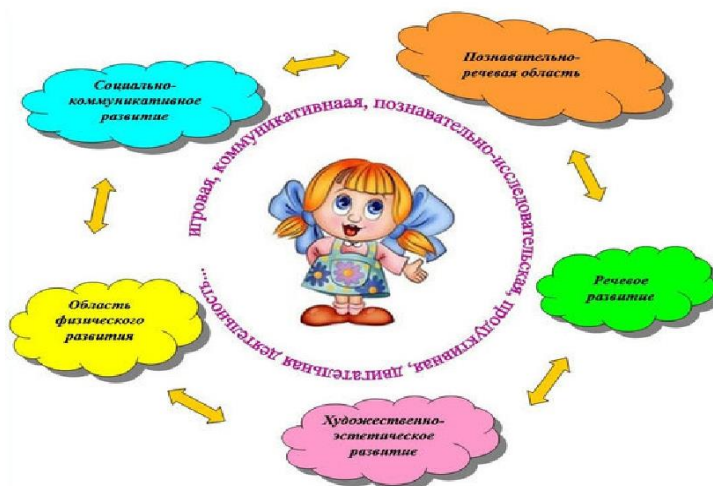 Социально-
коммуникативное
развитие
Познавательно-
речевая область
игровая, коммуникативнаая, познавательно-исследовательская, продуктивная, двигательная деятельность...
Речевое
развитие
Область
физического
развития
Художественно-
эстетическое
развитие